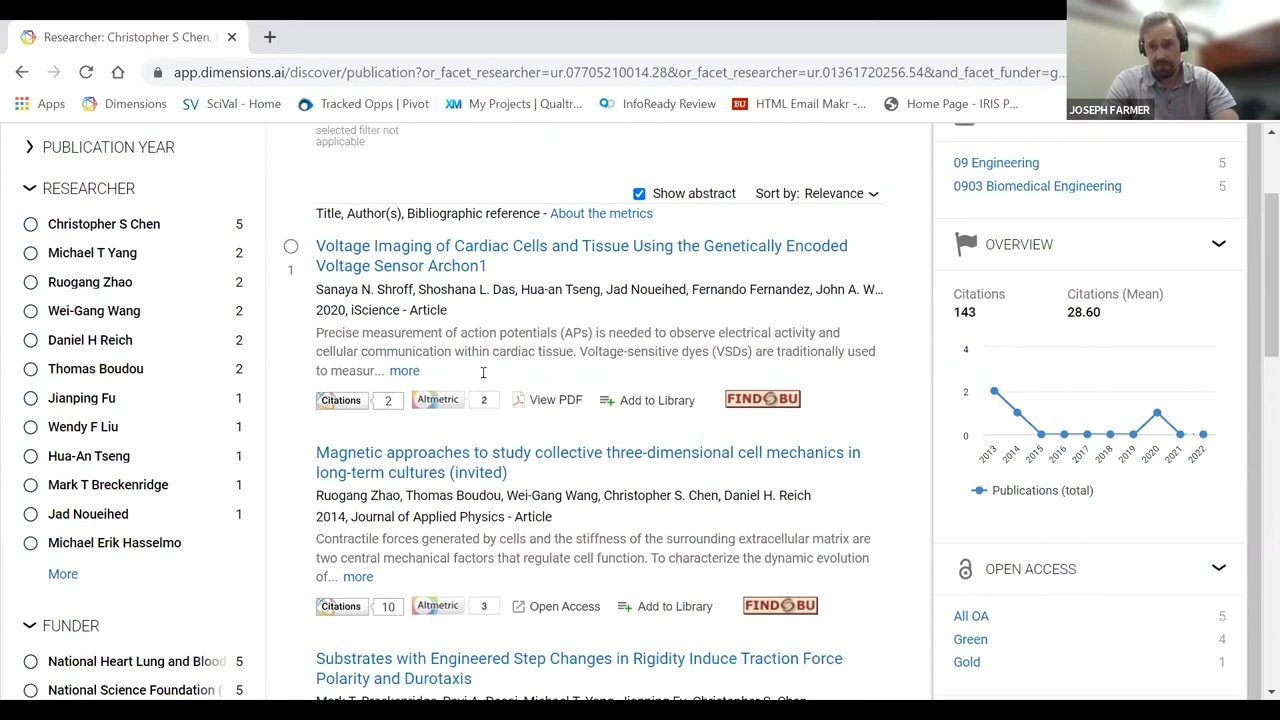 Researcher: Christopher S Chen,
app.dimensions.ai/discover/publication?or_facet_researcher=ur.07705210014.28&or_facet_researcher=ur.01361720256.54&and_facet_funder=g...
Apps
Dimensions
SV SciVal - Home
Tracked Opps | Pivot
XM My Projects | Qualtr...
InfoReady Review
BU HTML Email Makr -...
Home Page - IRIS P...
JOSEPH FARMER
PUBLICATION YEAR
RESEARCHER
Christopher S Chen 5
Michael T Yang 2
Ruogang Zhao 2
Wei-Gang Wang 2
Daniel H Reich 2
Thomas Boudou 2
Jianping Fu 1
Wendy F Liu 1
Hua-An Tseng 1
Mark T Breckenridge 1
Jad Noueihed 1
Michael Erik Hasselmo
More
FUNDER
National Heart Lung and Blood 5
National Science Foundation ( 5
selected filter not
applicable
Show abstract Sort by: Relevance
Title, Author(s), Bibliographic reference - About the metrics
1
Voltage Imaging of Cardiac Cells and Tissue Using the Genetically Encoded
Voltage Sensor Archon1
Sanaya N. Shroff, Shoshana L. Das, Hua-an Tseng, Jad Noueihed, Fernando Fernandez, John A. W...
2020, iScience - Article
Precise measurement of action potentials (APs) is needed to observe electrical activity and
cellular communication within cardiac tissue. Voltage-sensitive dyes (VSDs) are traditionally used
to measur... more
Citations 2 Altmetric 2 View PDF Add to Library FIND@BU
Magnetic approaches to study collective three-dimensional cell mechanics in
long-term cultures (invited)
Ruogang Zhao, Thomas Boudou, Wei-Gang Wang, Christopher S. Chen, Daniel H. Reich
2014, Journal of Applied Physics - Article
Contractile forces generated by cells and the stiffness of the surrounding extracellular matrix are
two central mechanical factors that regulate cell function. To characterize the dynamic evolution
of... more
Citations 10 Altmetric 3 Open Access Add to Library FIND@BU
Substrates with Engineered Step Changes in Rigidity Induce Traction Force
Polarity and Durotaxis
Mark T. Breckenridge, Ravi A. Desai, Michael T. Yang, Jianping Fu, Christopher S. Chen
09 Engineering 5
0903 Biomedical Engineering 5
OVERVIEW
Citations Citations (Mean)
143 28.60
4
2
0
2013 2014 2015 2016 2017 2018 2019 2020 2021 2022
Publications (total)
OPEN ACCESS
All OA 5
Green 4
Gold 1